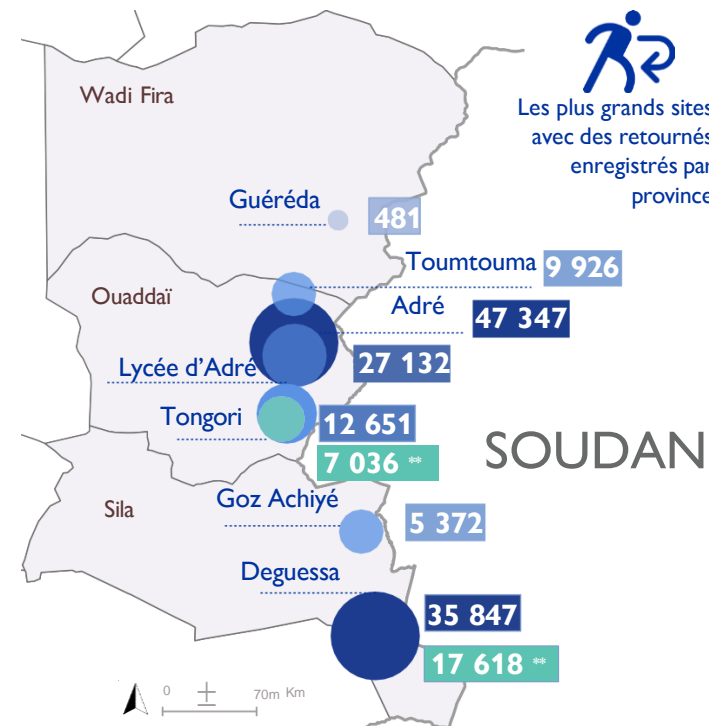 Les plus grands sites
avec des retournés
enregistrés par
province
Wadi Fira
Guéréda
481
Toumtouma
9 926
Ouaddaï
Adré
47 347
Lycée d'Adré
27 132
Tongori
12 651
7 036 **
SOUDAN
Sila
Goz Achiyé
5 372
Deguessa
35 847
17 618 **
0 70m Km